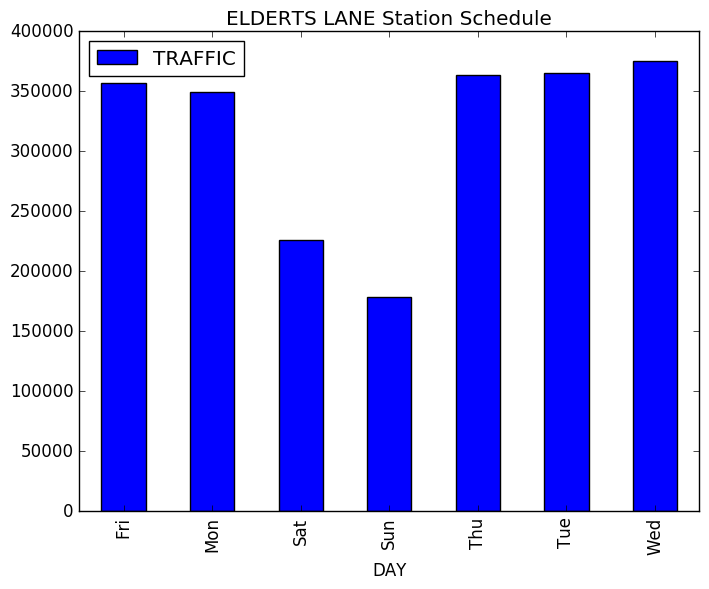 ELDERTS LANE Station Schedule
TRAFFIC
400000
350000
300000
250000
200000
150000
100000
50000
0
Fri
Mon
Sat
Sun
Thu
Tue
Wed
DAY